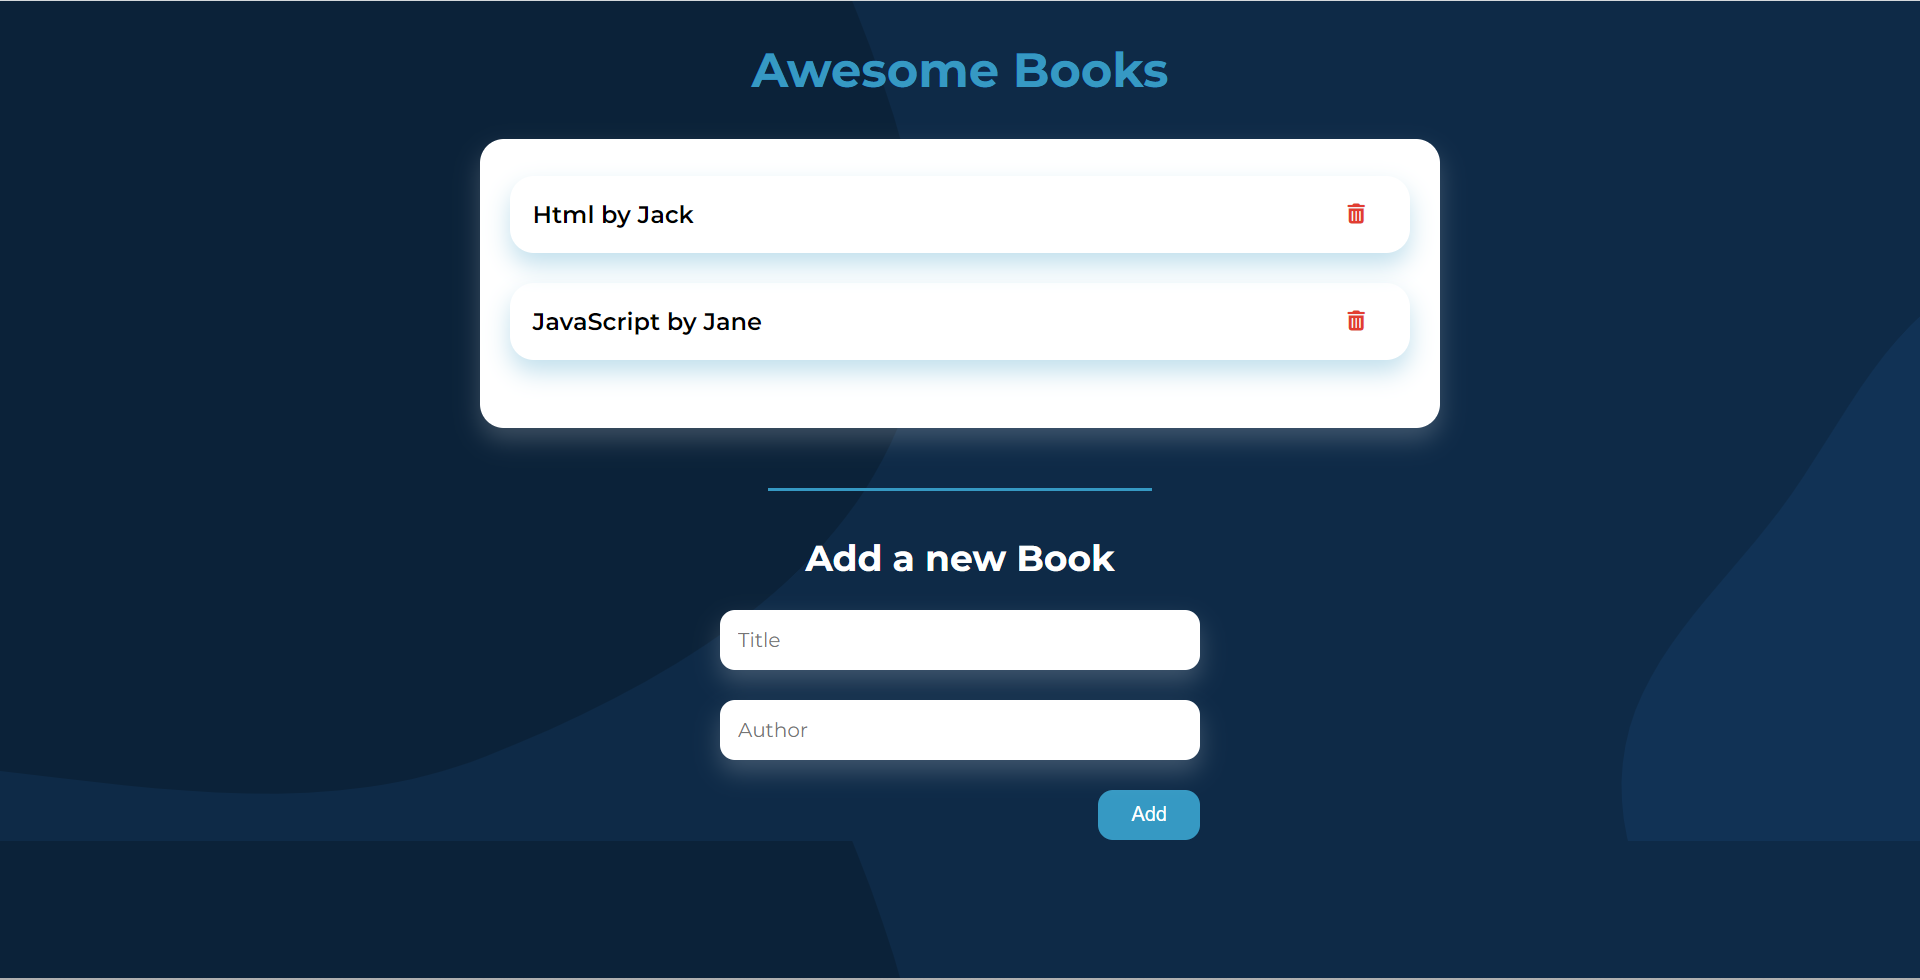 Awesome Books
Html by Jack
JavaScript by Jane
Add a new Book
Title
Author
Add